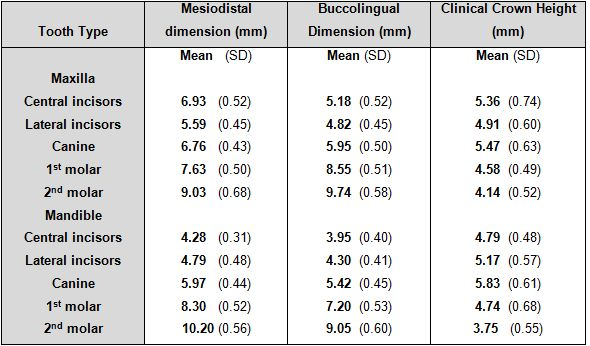 Tooth Type Mesiodistal dimension (mm) Buccolingual Dimension (mm) Clinical Crown Height (mm)
Mean (SD) Mean (SD) Mean (SD)
Maxilla
Central incisors 6.93 (0.52) 5.18 (0.52) 5.36 (0.74)
Lateral incisors 5.59 (0.45) 4.82 (0.45) 4.91 (0.60)
Canine 6.76 (0.43) 5.95 (0.50) 5.47 (0.63)
1st molar 7.63 (0.50) 8.55 (0.51) 4.58 (0.49)
2nd molar 9.03 (0.68) 9.74 (0.58) 4.14 (0.52)
Mandible
Central incisors 4.28 (0.31) 3.95 (0.40) 4.79 (0.48)
Lateral incisors 4.79 (0.48) 4.30 (0.41) 5.17 (0.57)
Canine 5.97 (0.44) 5.42 (0.45) 5.83 (0.61)
1st molar 8.30 (0.52) 7.20 (0.53) 4.74 (0.68)
2nd molar 10.20 (0.56) 9.05 (0.60) 3.75 (0.55)